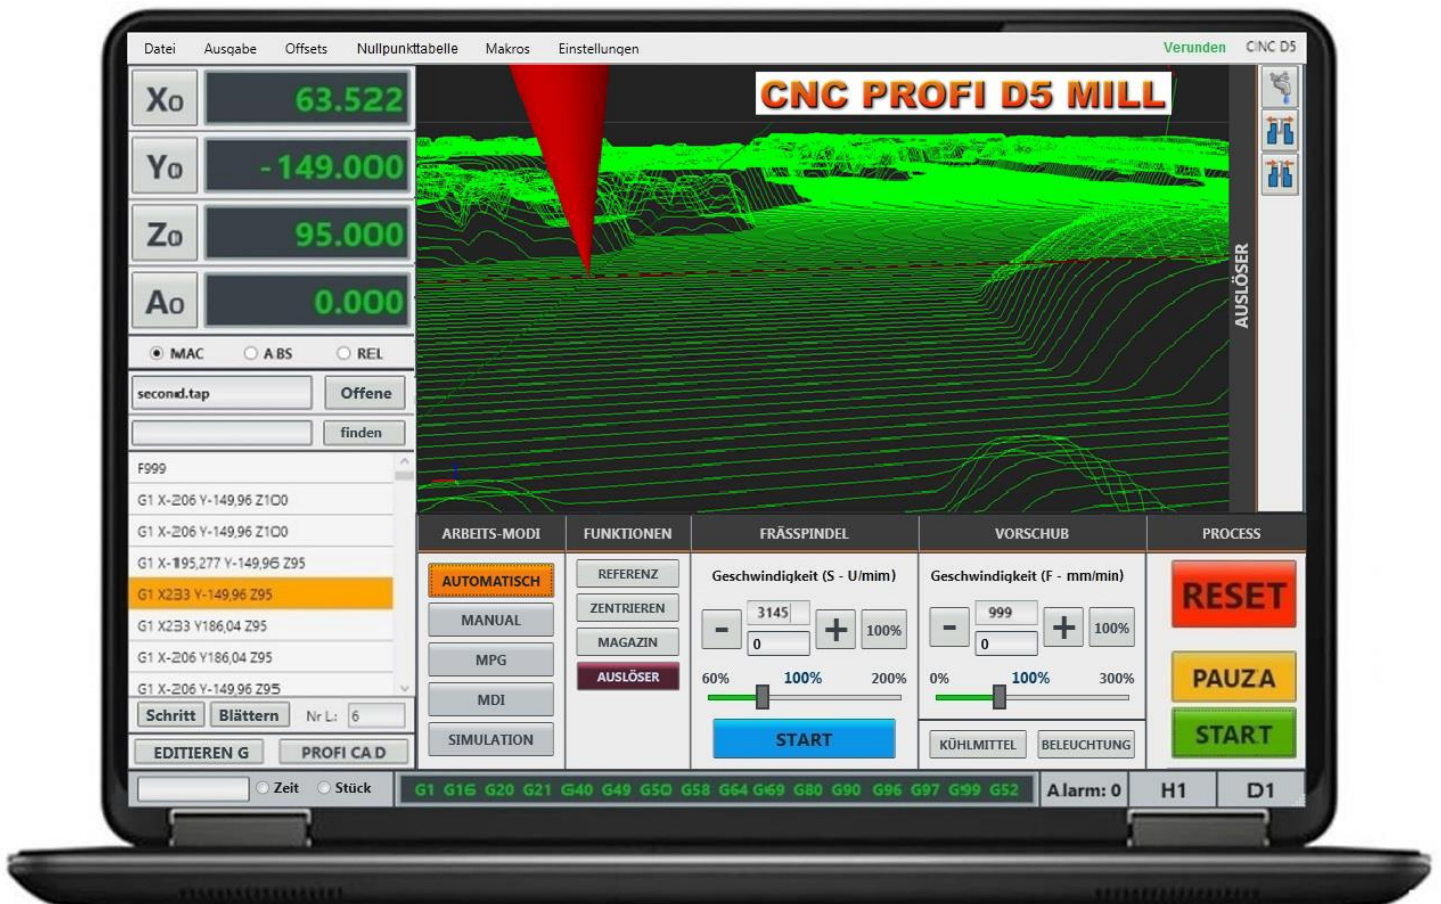 Datei Ausgabe Offsets Nullpunkttabelle Makros Einstellungen Verunden CINC D5
CNC PROFI D5 MILL
X0 63.522
Y0 -149.000
Z0 95.000
A0 0.000
MAC ABS REL
second.tap Offene
finden
F999
G1 X-206 Y-149,96 Z100
G1 X-206 Y-149,96 Z100
G1 X-195,277 Y-149,96 Z95
G1 X233 Y-149,96 Z95
G1 X233 Y186,04 Z95
G1 X-206 Y186,04 Z95
G1 X-206 Y-149,96 Z95
Schritt Blättern Nr L: 6
EDITIEREN G PROFI CAD
AUSLÖSER
ARBEITS-MODI
AUTOMATISCH
MANUAL
MPG
MDI
SIMULATION
FUNKTIONEN
REFERENZ
ZENTRIEREN
MAGAZIN
AUSLÖSER
FRÄSSPINDEL
Geschwindigkeit (S - U/mim)
- 3145 + 100%
0
60% 100% 200%
START
VORSCHUB
Geschwindigkeit (F - mm/min)
- 999 + 100%
0
0% 100% 300%
KÜHLMITTEL BELEUCHTUNG
PROCESS
RESET
PAUZA
START
Zeit Stück G1 G16 G20 G21 G40 G49 G50 G58 G64 G69 G80 G90 G96 G97 G99 G52 Alarm: 0 H1 D1